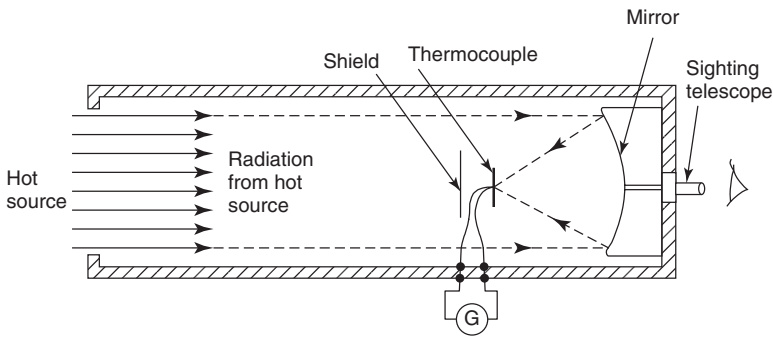 Mirror
Shield
Thermocouple
Sighting
telescope
Hot
source
Radiation
from hot
source
G